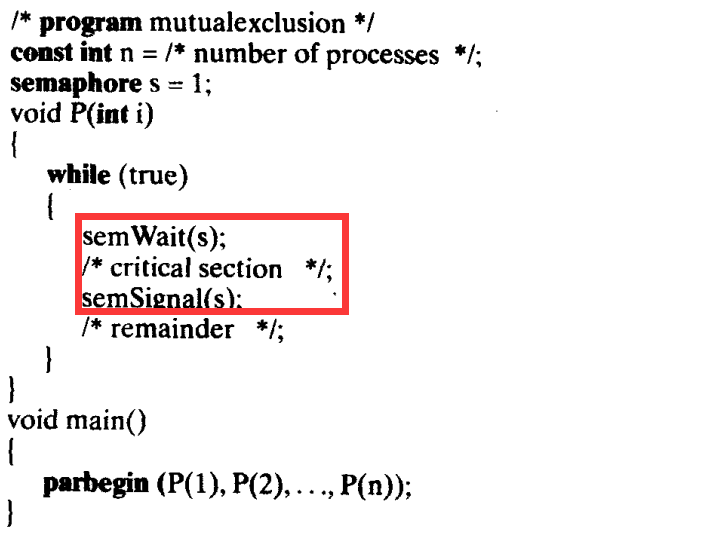 /* program mutualexclusion */
const int n = /* number of processes */;
semaphore s = 1;
void P(int i)
{
while (true)
{
semWait(s);
/* critical section */;
semSignal(s);
/* remainder */;
}
}
void main()
{
parbegin (P(1), P(2), . . ., P(n));
}